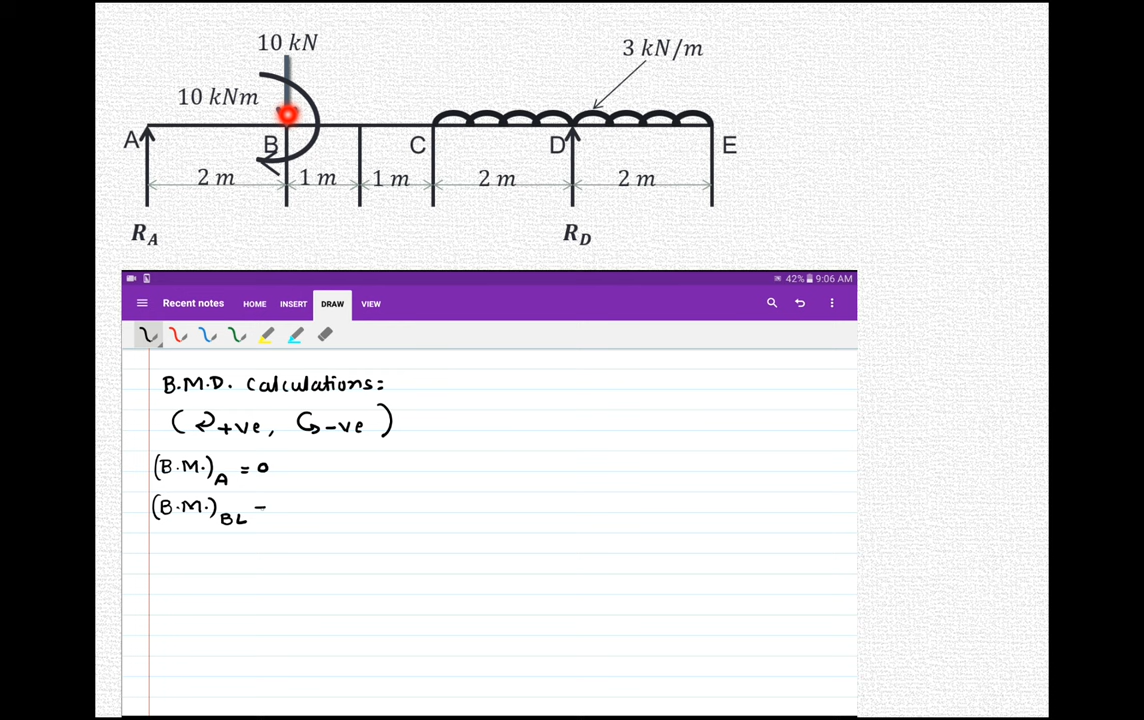 10 kN
3 kN/m
10 kNm
A B C D E
2 m 1 m 1 m 2 m 2 m
R_A R_D
42% 9:06 AM
Recent notes HOME INSERT DRAW VIEW
B.M.D. Calculations:
( ↻ +ve, ↺ -ve )
(B.M.)_A = 0
(B.M.)_BL =